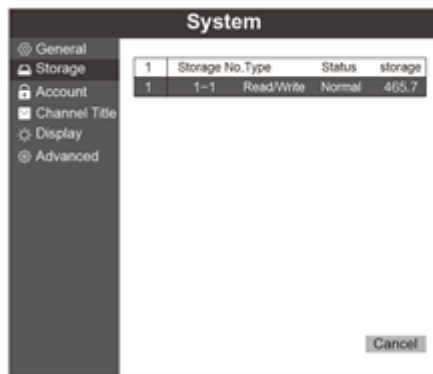 System
General
Storage
Account
Channel Title
Display
Advanced
1 Storage No.Type Status storage
1 1-1 Read/Write Normal 465.7
Cancel